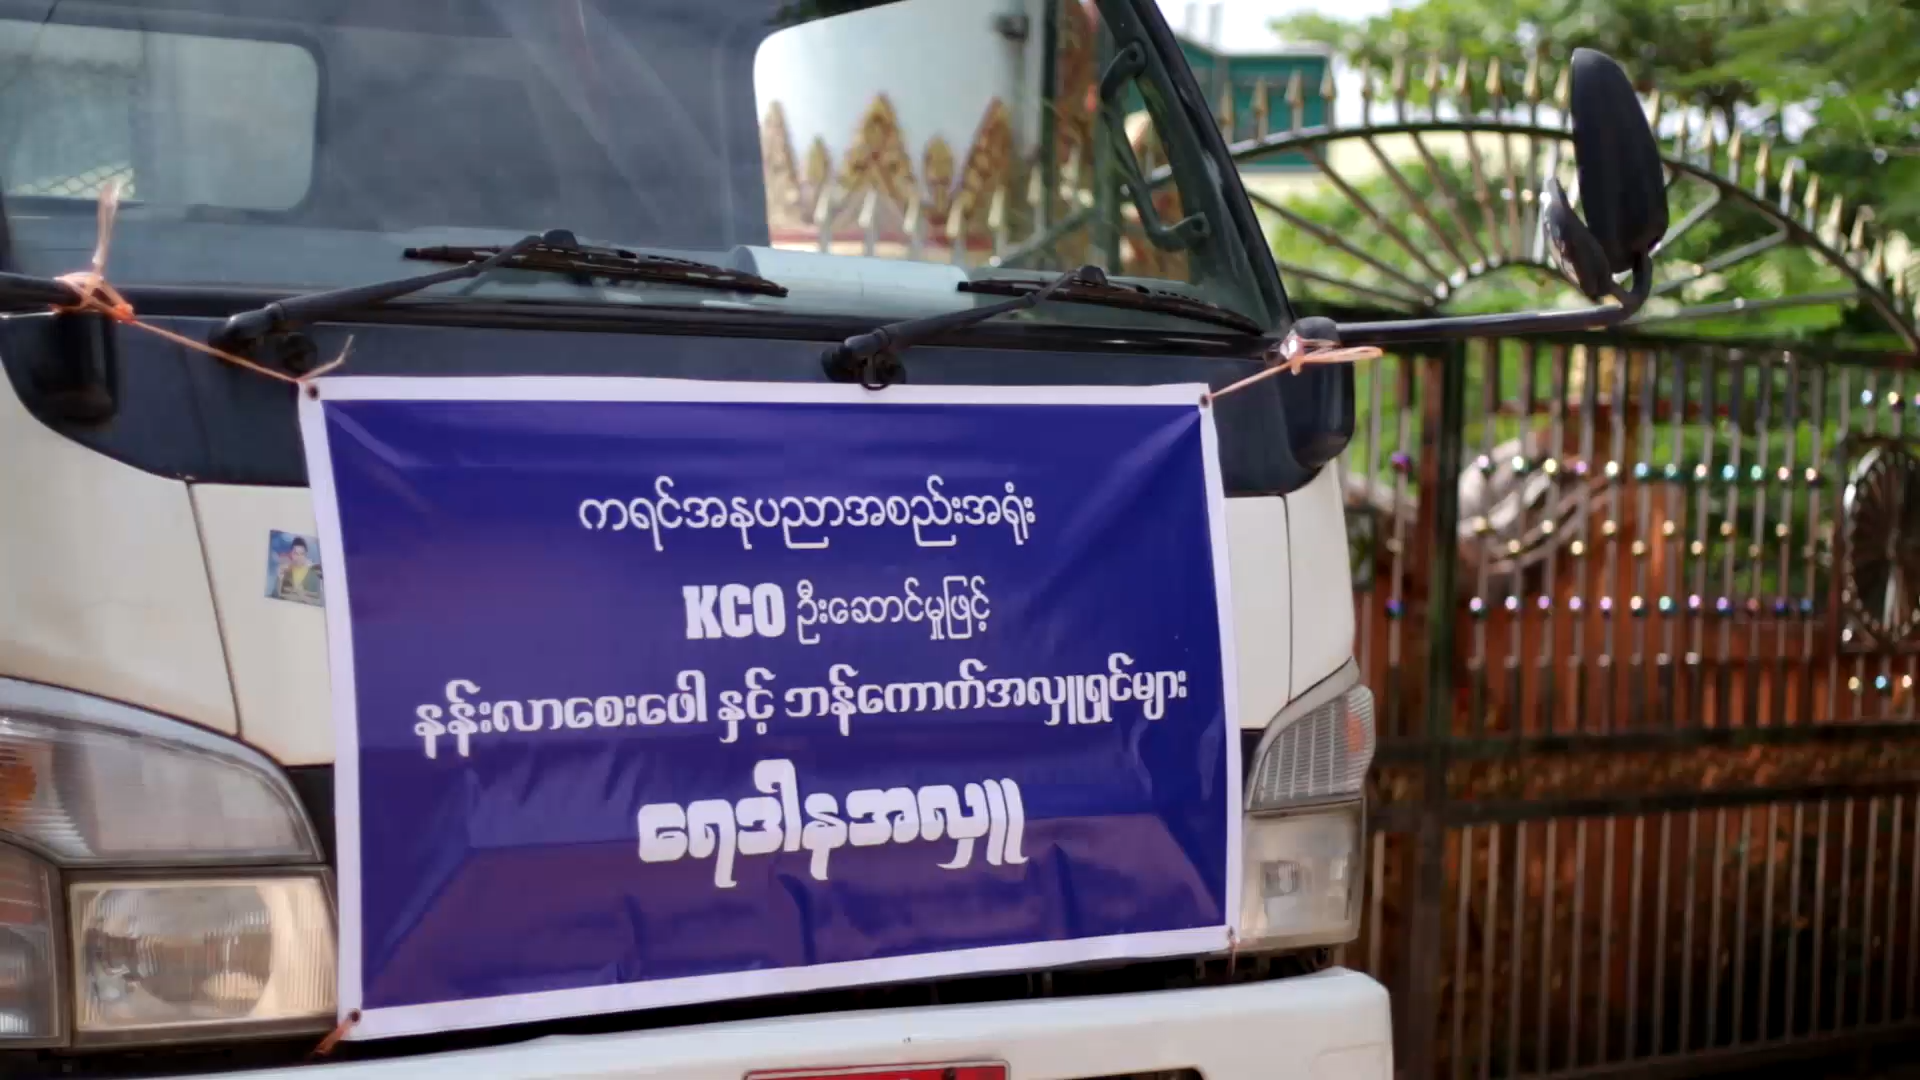 ကရင်အနုပညာအစည်းအရုံး
KCO ဦးဆောင်မှုဖြင့်
နန်းလာစေးဖေါ နှင့် ဘန်ကောက်အလှူရှင်များ
ရေဒါနအလှူ